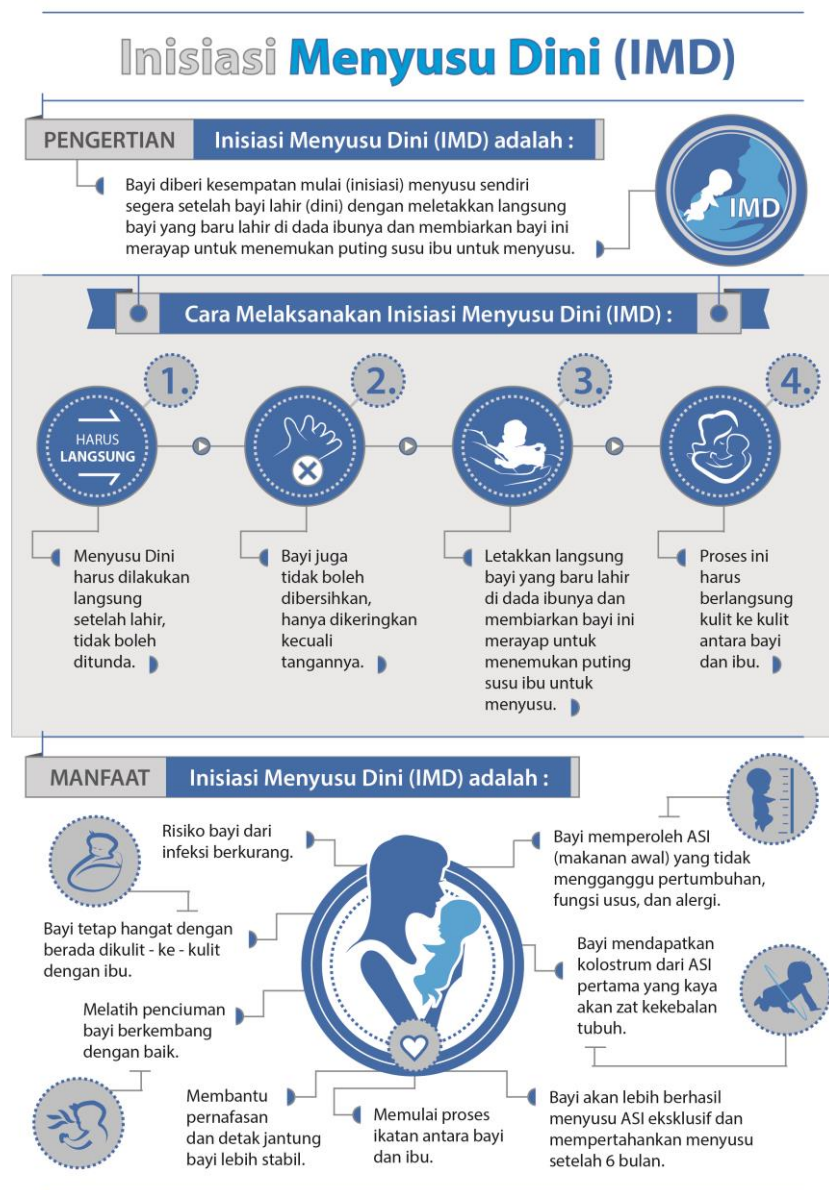 Inisiasi Menyusu Dini (IMD)
PENGERTIAN
Inisiasi Menyusu Dini (IMD) adalah :
Bayi diberi kesempatan mulai (inisiasi) menyusu sendiri
segera setelah bayi lahir (dini) dengan meletakkan langsung
bayi yang baru lahir di dada ibunya dan membiarkan bayi ini
merayap untuk menemukan puting susu ibu untuk menyusu.
IMD
Cara Melaksanakan Inisiasi Menyusu Dini (IMD) :
1.
HARUS
LANGSUNG
Menyusu Dini
harus dilakukan
langsung
setelah lahir,
tidak boleh
ditunda.
2.
Bayi juga
tidak boleh
dibersihkan,
hanya dikeringkan
kecuali
tangannya.
3.
Letakkan langsung
bayi yang baru lahir
di dada ibunya dan
membiarkan bayi ini
merayap untuk
menemukan puting
susu ibu untuk
menyusu.
4.
Proses ini
harus
berlangsung
kulit ke kulit
antara bayi
dan ibu.
MANFAAT
Inisiasi Menyusu Dini (IMD) adalah :
Risiko bayi dari
infeksi berkurang.
Bayi tetap hangat dengan
berada dikulit - ke - kulit
dengan ibu.
Melatih penciuman
bayi berkembang
dengan baik.
Membantu
pernafasan
dan detak jantung
bayi lebih stabil.
Memulai proses
ikatan antara bayi
dan ibu.
Bayi memperoleh ASI
(makanan awal) yang tidak
mengganggu pertumbuhan,
fungsi usus, dan alergi.
Bayi mendapatkan
kolostrum dari ASI
pertama yang kaya
akan zat kekebalan
tubuh.
Bayi akan lebih berhasil
menyusu ASI eksklusif dan
mempertahankan menyusu
setelah 6 bulan.